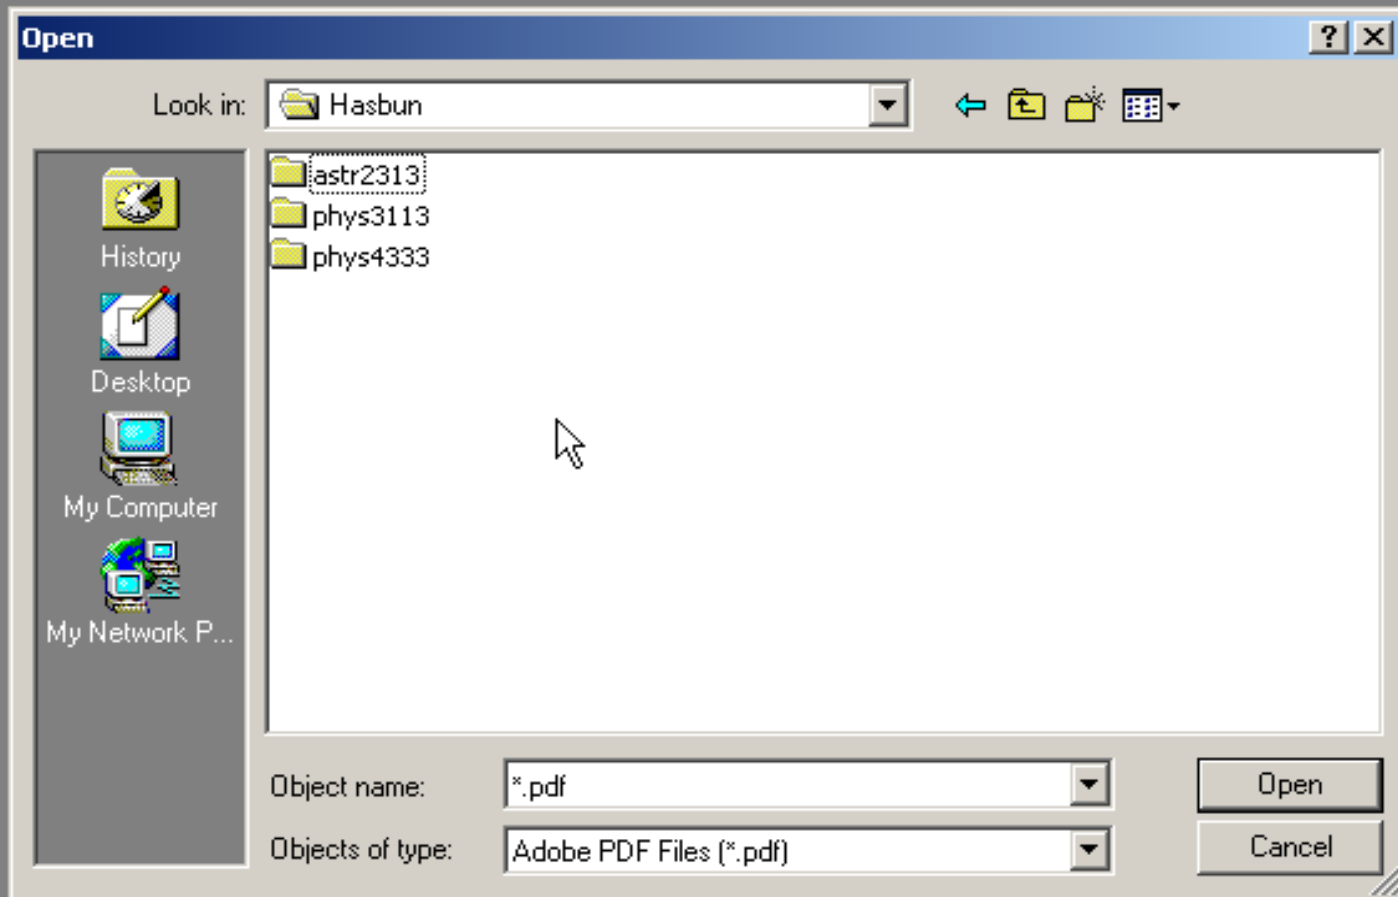 Open
Look in: Hasbun
astr2313
phys3113
phys4333
History
Desktop
My Computer
My Network P...
Object name: *.pdf
Open
Objects of type: Adobe PDF Files (*.pdf)
Cancel